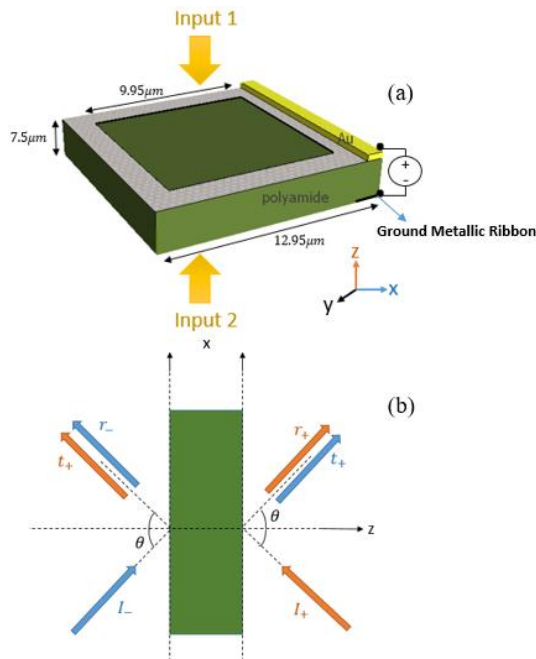 Input 1
(a)
9.95μm
7.5μm
Au
+
-
polyamide
Ground Metallic Ribbon
12.95μm
z
x
y
Input 2
x
(b)
r₋
t₊
r₊
t₊
θ
θ
z
I₋
I₊